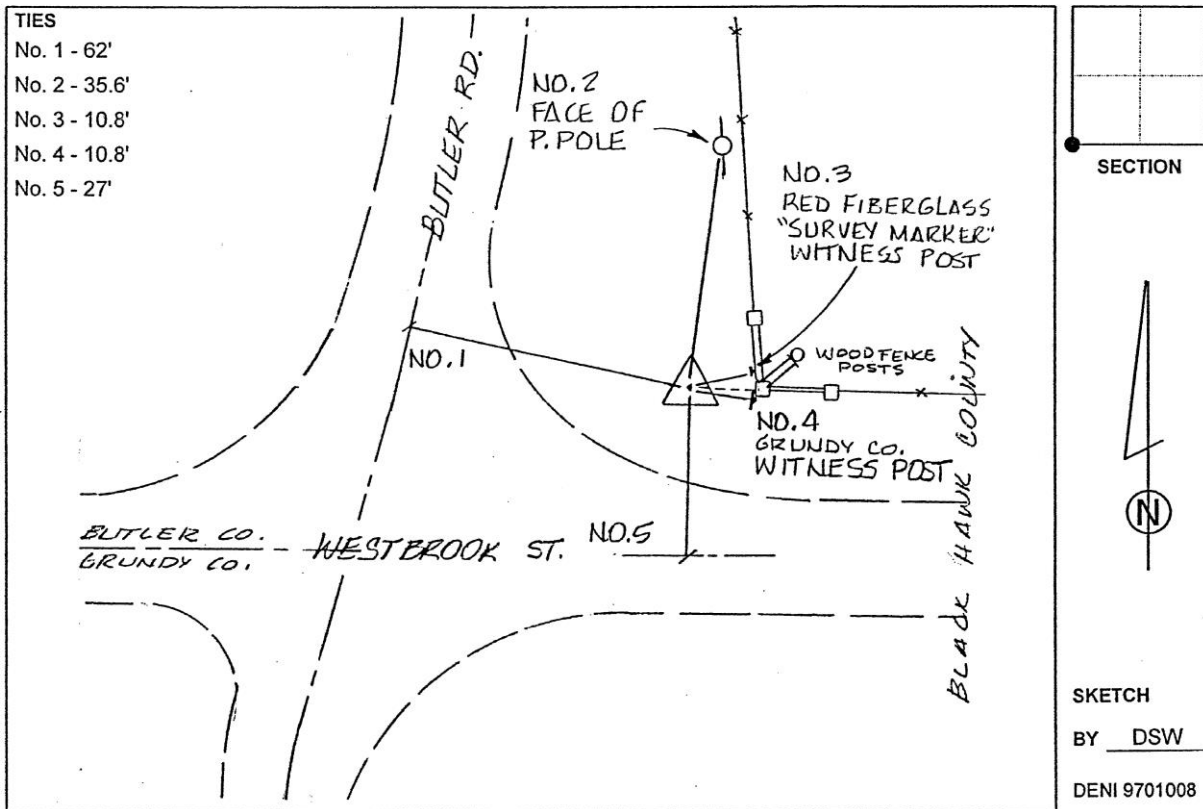 TIES
No. 1 - 62'
No. 2 - 35.6'
No. 3 - 10.8'
No. 4 - 10.8'
No. 5 - 27'
BUTLER RD.
NO. 2
FACE OF
P. POLE
NO. 3
RED FIBERGLASS
"SURVEY MARKER"
WITNESS POST
NO. 1
WOOD FENCE
POSTS
NO. 4
GRUNDY CO.
WITNESS POST
BUTLER CO.
GRUNDY CO.
WESTBROOK ST.
NO. 5
BLACK HAWK COUNTY
SECTION
N
SKETCH
BY DSW
DENI 9701008